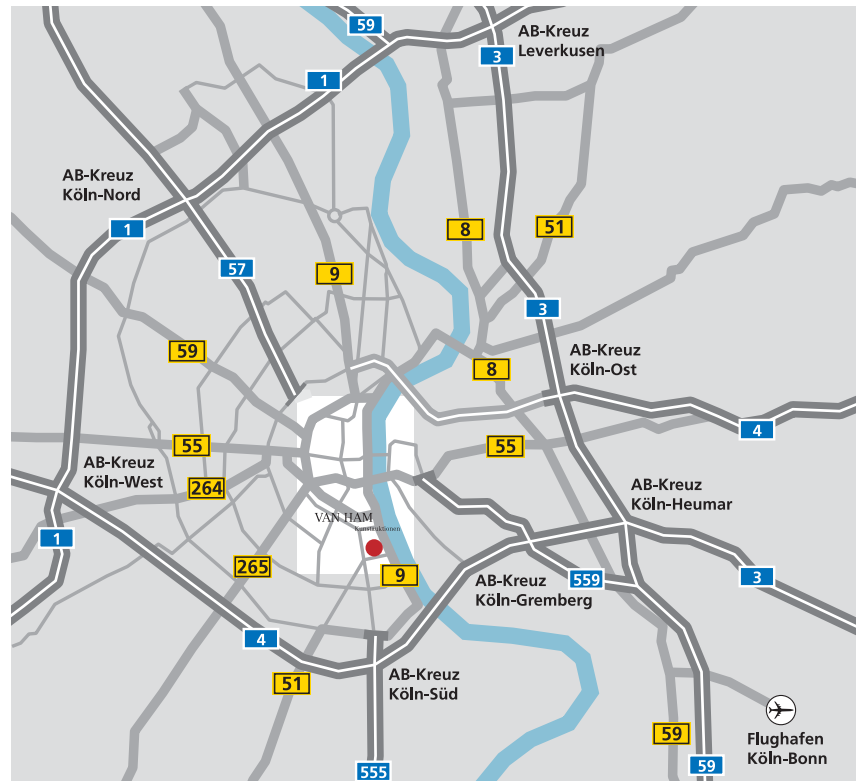 59
AB-Kreuz
Leverkusen
3
1
AB-Kreuz
Köln-Nord
1
8
51
57
9
3
59
AB-Kreuz
Köln-Ost
8
55
55
4
AB-Kreuz
Köln-West
264
AB-Kreuz
Köln-Heumar
VAN HAM
Kunstauktionen
1
265
9
AB-Kreuz
Köln-Gremberg
559
3
4
AB-Kreuz
Köln-Süd
51
59
Flughafen
Köln-Bonn
555
59